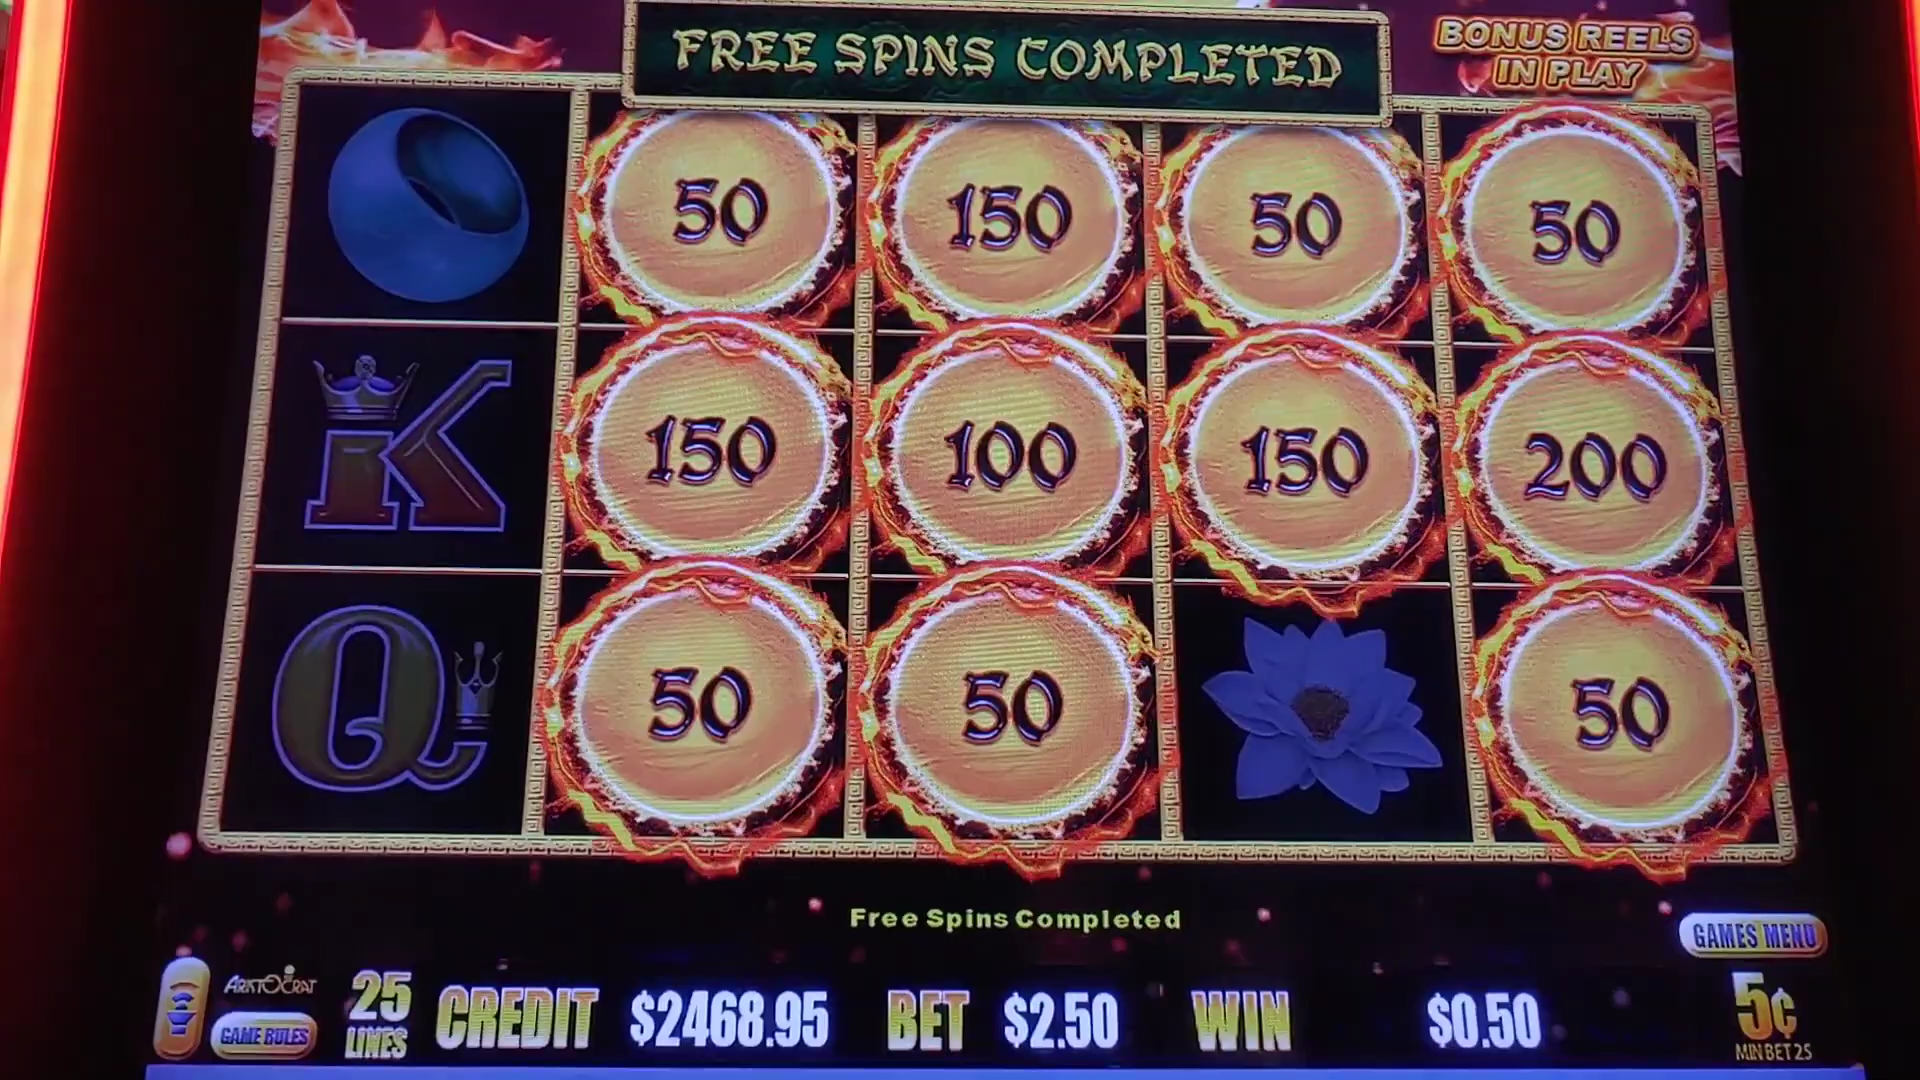 FREE SPINS COMPLETED
BONUS REELS
IN PLAY
50 150 50 50
K 150 100 150 200
Q 50 50 50
Free Spins Completed
GAMES MENU
ARISTOCRAT
GAME RULES
25
LINES
CREDIT $2468.95 BET $2.50 WIN $0.50
5¢
MIN BET 25